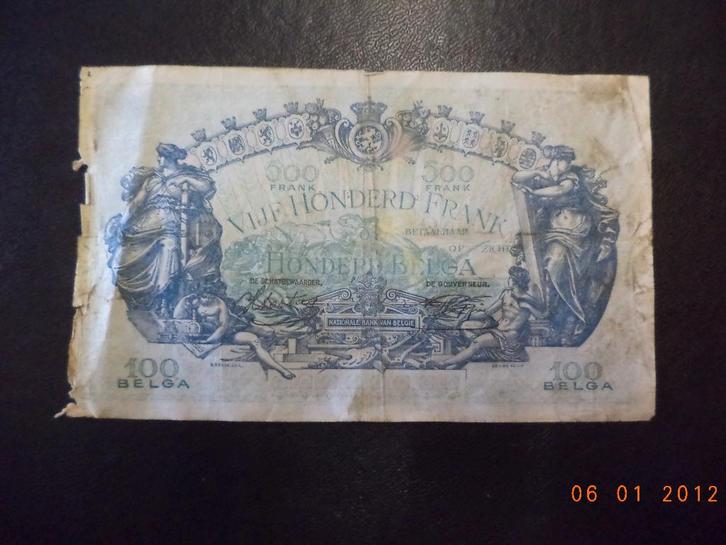 500 500
FRANK FRANK
VIJF HONDERD FRANK
OF BETAALBAAR
OP ZICHT
HONDERD BELGA
DE SCHATBEWAARDER, DE GOUVERNEUR.
NATIONALE BANK VAN BELGIE
100 100
BELGA BELGA
06 01 2012